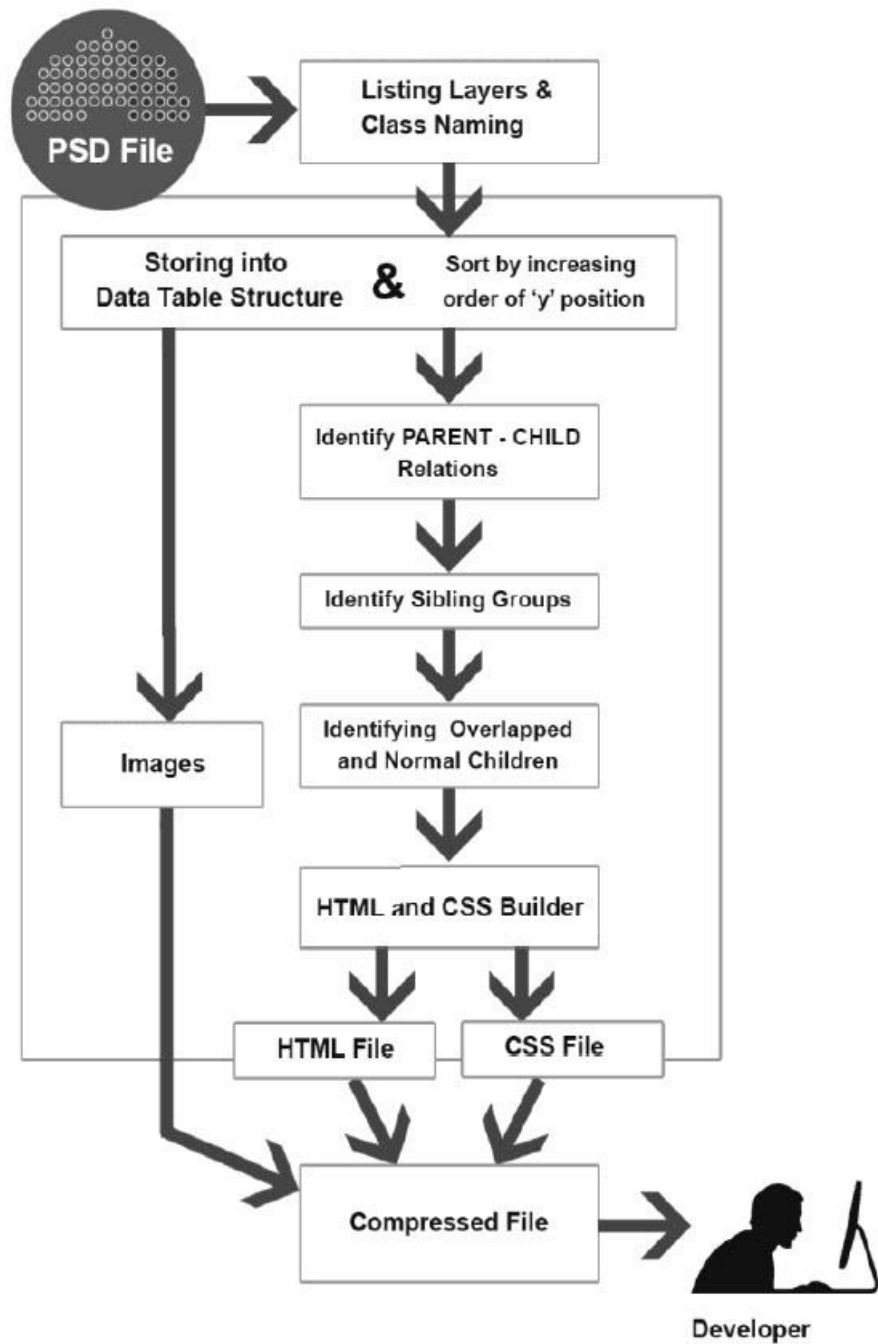 PSD File
Listing Layers &
Class Naming
Storing into
Data Table Structure
&
Sort by increasing
order of ‘y’ position
Identify PARENT - CHILD
Relations
Identify Sibling Groups
Identifying Overlapped
and Normal Children
Images
HTML and CSS Builder
HTML File
CSS File
Compressed File
Developer